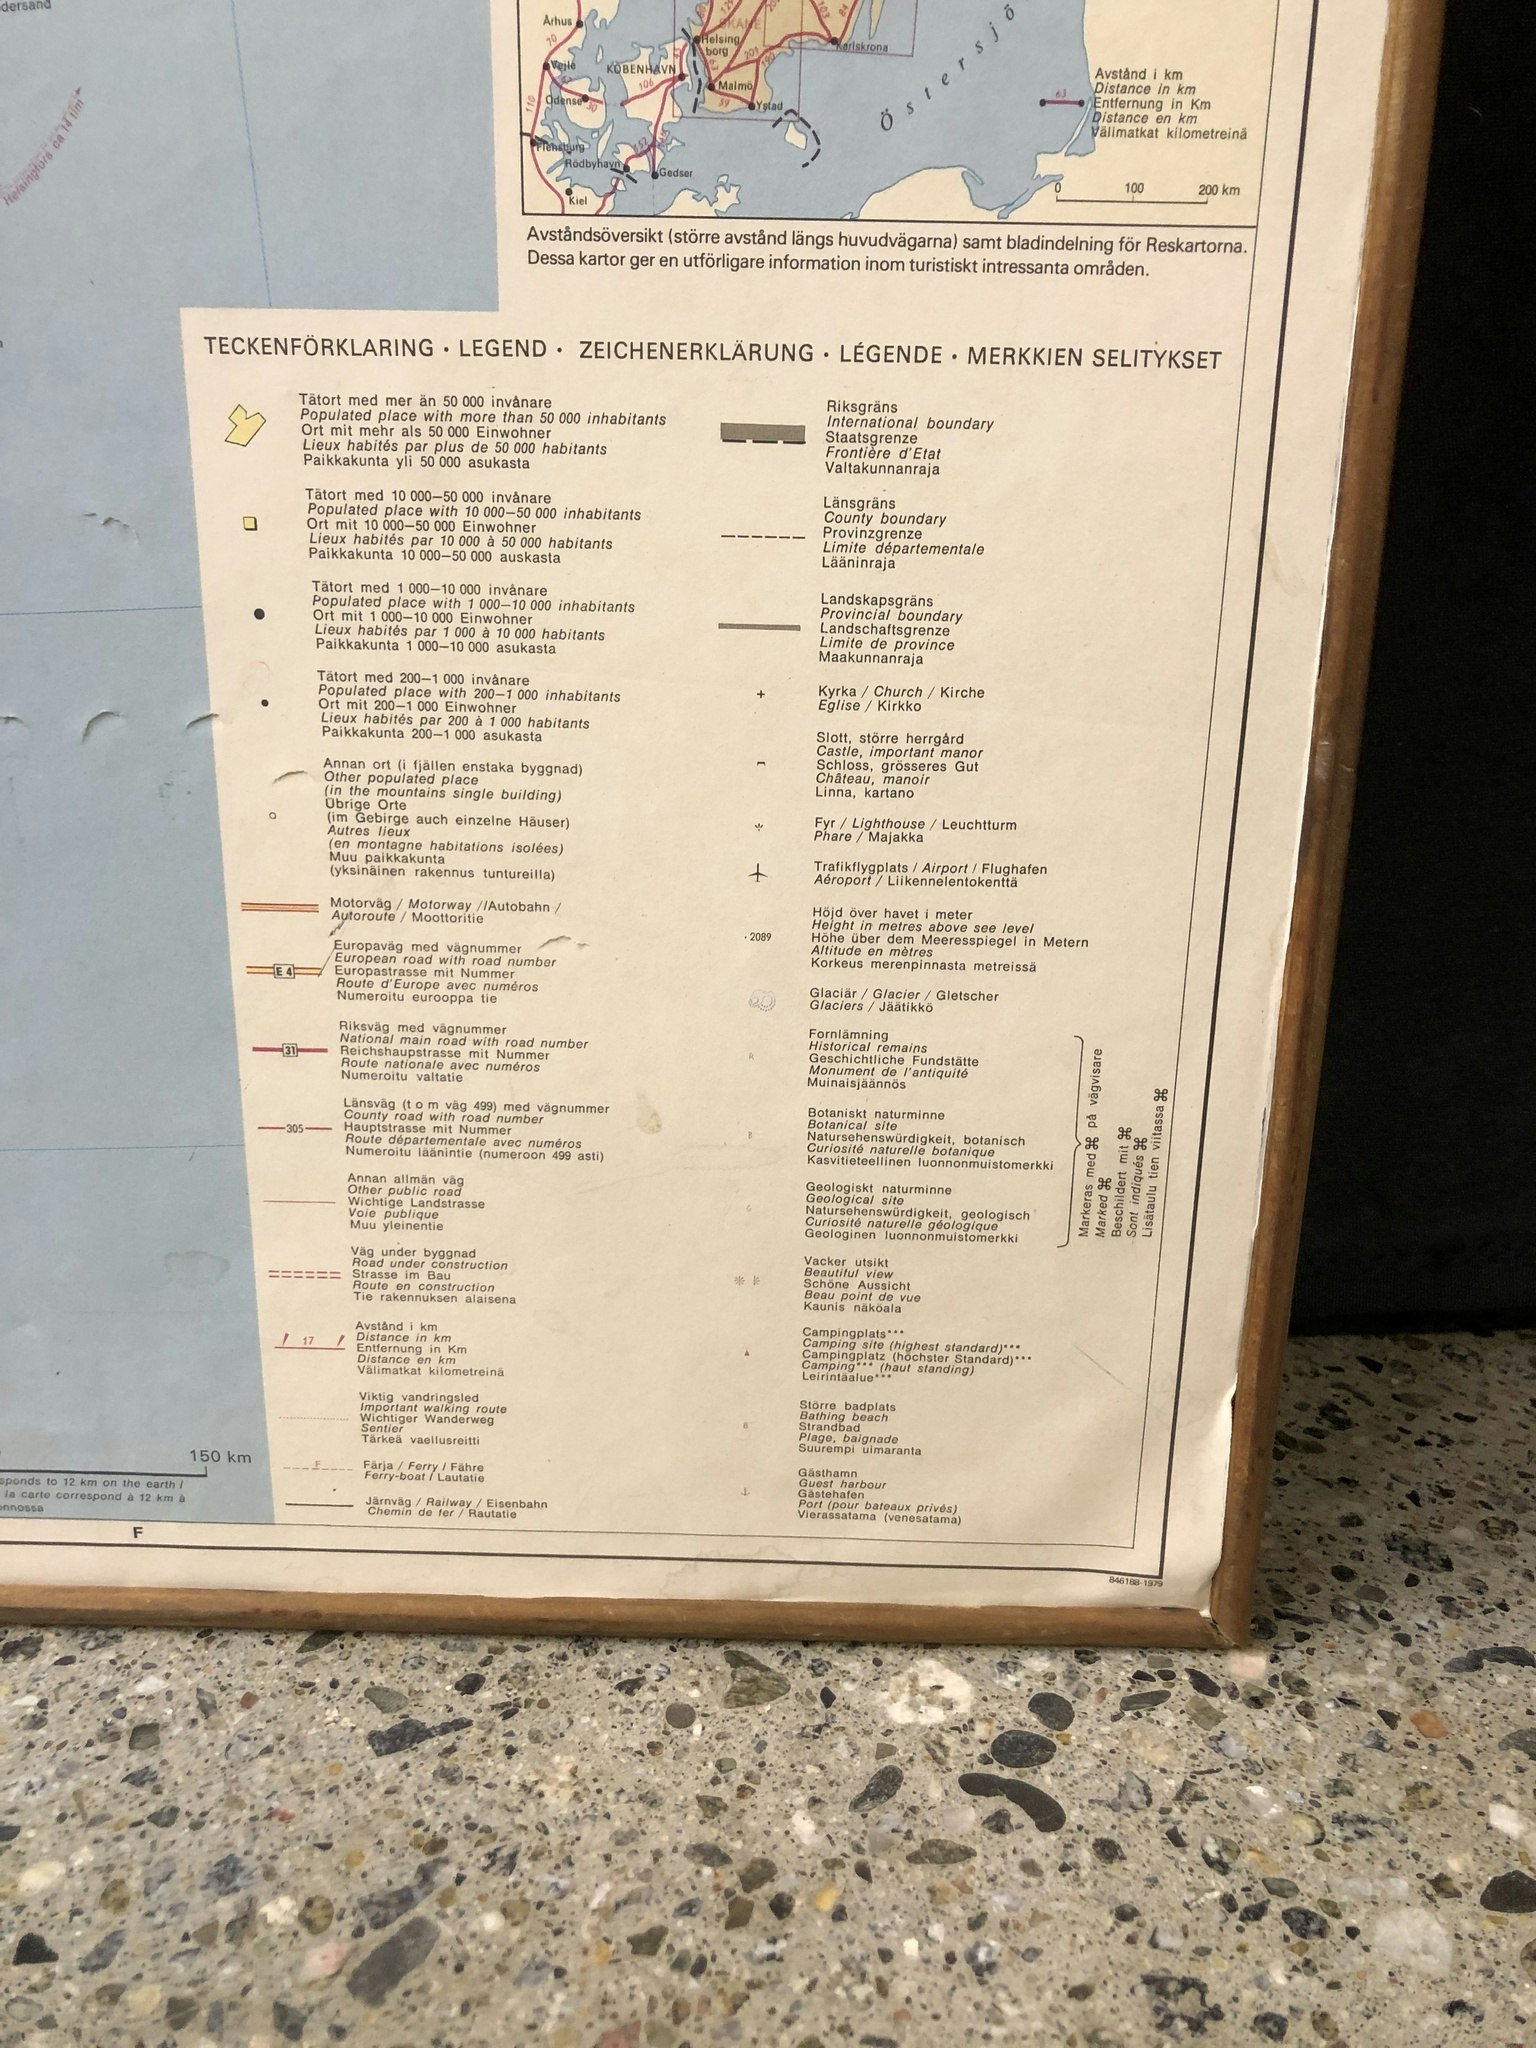 Århus
70
Vejle
Odense
110
Flensburg
Kiel
KÖBENHAVN
106
Helsing-
borg
Malmö
59
Ystad
Karlskrona
Rödbyhavn
152
Gedser
Östersjö
63
Avstånd i km
Distance in km
Entfernung in Km
Distance en km
Välimatkat kilometreinä
0 100 200 km
Helsingfors ca 14 tim
Avståndsöversikt (större avstånd längs huvudvägarna) samt bladindelning för Reskartorna.
Dessa kartor ger en utförligare information inom turistiskt intressanta områden.
TECKENFÖRKLARING · LEGEND · ZEICHENERKLÄRUNG · LÉGENDE · MERKKIEN SELITYKSET
Tätort med mer än 50 000 invånare
Populated place with more than 50 000 inhabitants
Ort mit mehr als 50 000 Einwohner
Lieux habités par plus de 50 000 habitants
Paikkakunta yli 50 000 asukasta
Tätort med 10 000–50 000 invånare
Populated place with 10 000–50 000 inhabitants
Ort mit 10 000–50 000 Einwohner
Lieux habités par 10 000 à 50 000 habitants
Paikkakunta 10 000–50 000 auskasta
Tätort med 1 000–10 000 invånare
Populated place with 1 000–10 000 inhabitants
Ort mit 1 000–10 000 Einwohner
Lieux habités par 1 000 à 10 000 habitants
Paikkakunta 1 000–10 000 asukasta
Tätort med 200–1 000 invånare
Populated place with 200–1 000 inhabitants
Ort mit 200–1 000 Einwohner
Lieux habités par 200 à 1 000 habitants
Paikkakunta 200–1 000 asukasta
Annan ort (i fjällen enstaka byggnad)
Other populated place
(in the mountains single building)
Übrige Orte
(im Gebirge auch einzelne Häuser)
Autres lieux
(en montagne habitations isolées)
Muu paikkakunta
(yksinäinen rakennus tuntureilla)
Motorväg / Motorway / Autobahn /
Autoroute / Moottoritie
Europaväg med vägnummer
European road with road number
E 4 Europastrasse mit Nummer
Route d'Europe avec numéros
Numeroitu eurooppa tie
Riksväg med vägnummer
National main road with road number
31 Reichshauptstrasse mit Nummer
Route nationale avec numéros
Numeroitu valtatie
Länsväg (t o m väg 499) med vägnummer
County road with road number
305 Hauptstrasse mit Nummer
Route départementale avec numéros
Numeroitu läänintie (numeroon 499 asti)
Annan allmän väg
Other public road
Wichtige Landstrasse
Voie publique
Muu yleinentie
Väg under byggnad
Road under construction
Strasse im Bau
Route en construction
Tie rakennuksen alaisena
Avstånd i km
Distance in km
17 Entfernung in Km
Distance en km
Välimatkat kilometreinä
Viktig vandringsled
Important walking route
Wichtiger Wanderweg
Sentier
Tärkeä vaellusreitti
F Färja / Ferry / Fähre
Ferry-boat / Lautatie
Järnväg / Railway / Eisenbahn
Chemin de fer / Rautatie
Riksgräns
International boundary
Staatsgrenze
Frontière d'Etat
Valtakunnanraja
Länsgräns
County boundary
Provinzgrenze
Limite départementale
Lääninraja
Landskapsgräns
Provincial boundary
Landschaftsgrenze
Limite de province
Maakunnanraja
Kyrka / Church / Kirche
Eglise / Kirkko
Slott, större herrgård
Castle, important manor
Schloss, grösseres Gut
Château, manoir
Linna, kartano
Fyr / Lighthouse / Leuchtturm
Phare / Majakka
Trafikflygplats / Airport / Flughafen
Aéroport / Liikennelentokenttä
Höjd över havet i meter
Height in metres above see level
· 2089 Höhe über dem Meeresspiegel in Metern
Altitude en mètres
Korkeus merenpinnasta metreissä
Glaciär / Glacier / Gletscher
Glaciers / Jäätikkö
Fornlämning
Historical remains
R Geschichtliche Fundstätte
Monument de l'antiquité
Muinaisjäännös
Botaniskt naturminne
Botanical site
Natursehenswürdigkeit, botanisch
Curiosité naturelle botanique
Kasvitieteellinen luonnonmuistomerkki
Geologiskt naturminne
Geological site
Natursehenswürdigkeit, geologisch
Curiosité naturelle géologique
Geologinen luonnonmuistomerkki
Markeras med ⌘ på vägvisare
Marked ⌘
Beschildert mit ⌘
Sont indiqués ⌘
Lisätaulu tien viitassa ⌘
Vacker utsikt
Beautiful view
Schöne Aussicht
Beau point de vue
Kaunis näköala
Campingplats***
Camping site (highest standard)***
Campingplatz (höchster Standard)***
Camping*** (haut standing)
Leirintäalue***
Större badplats
Bathing beach
Strandbad
Plage, baignade
Suurempi uimaranta
Gästhamn
Guest harbour
Gästehafen
Port (pour bateaux privés)
Vierassatama (venesatama)
150 km
sponds to 12 km on the earth /
la carte correspond à 12 km à
F
846188-1979